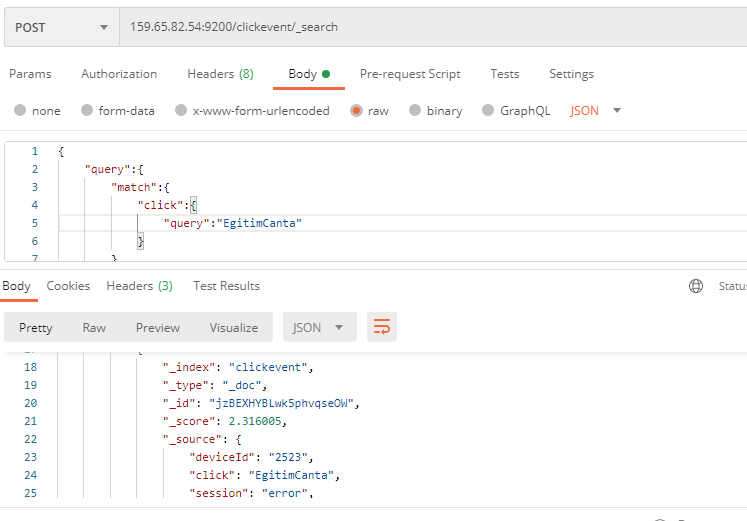 POST 159.65.82.54:9200/clickevent/_search
Params Authorization Headers (8) Body Pre-request Script Tests Settings
none form-data x-www-form-urlencoded raw binary GraphQL JSON
1 {
2 "query":{
3 "match":{
4 "click":{
5 "query":"EgitimCanta"
6 }
7 }
Body Cookies Headers (3) Test Results
Pretty Raw Preview Visualize JSON
18 "_index": "clickevent",
19 "_type": "_doc",
20 "_id": "jzBEXHYBLwk5phvqseOW",
21 "_score": 2.316005,
22 "_source": {
23 "deviceId": "2523",
24 "click": "EgitimCanta",
25 "session": "error",